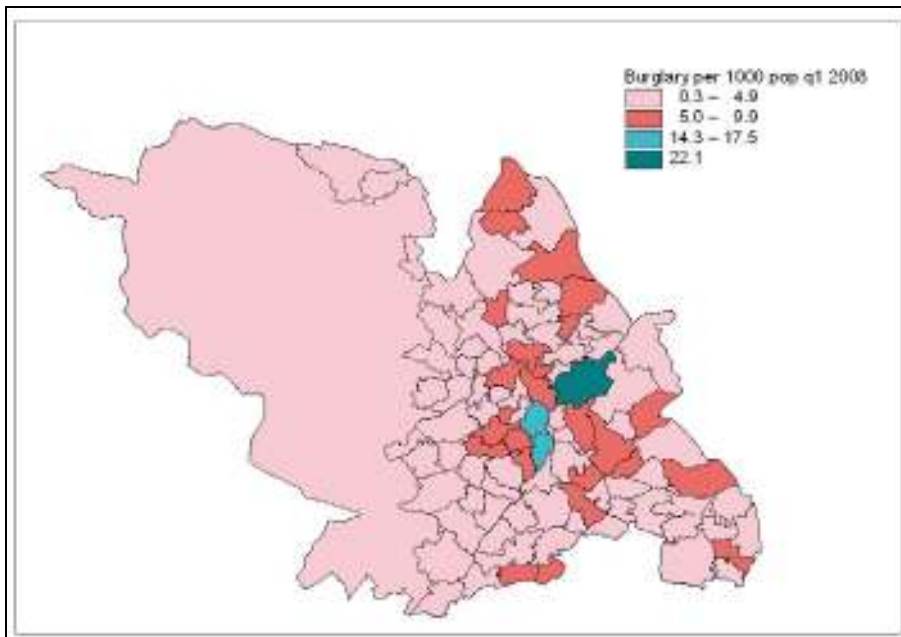 Burglary per 1000 pop q1 2008
0.3 – 4.9
5.0 – 9.9
14.3 – 17.5
22.1